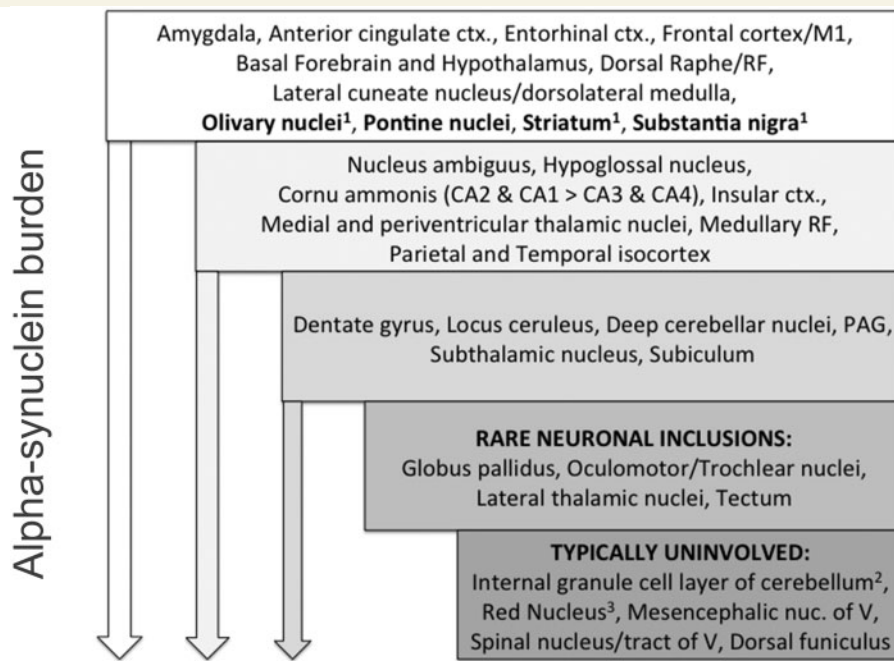 Alpha-synuclein burden
Amygdala, Anterior cingulate ctx., Entorhinal ctx., Frontal cortex/M1,
Basal Forebrain and Hypothalamus, Dorsal Raphe/RF,
Lateral cuneate nucleus/dorsolateral medulla,
Olivary nuclei¹, Pontine nuclei, Striatum¹, Substantia nigra¹
Nucleus ambiguus, Hypoglossal nucleus,
Cornu ammonis (CA2 & CA1 > CA3 & CA4), Insular ctx.,
Medial and periventricular thalamic nuclei, Medullary RF,
Parietal and Temporal isocortex
Dentate gyrus, Locus ceruleus, Deep cerebellar nuclei, PAG,
Subthalamic nucleus, Subiculum
RARE NEURONAL INCLUSIONS:
Globus pallidus, Oculomotor/Trochlear nuclei,
Lateral thalamic nuclei, Tectum
TYPICALLY UNINVOLVED:
Internal granule cell layer of cerebellum²,
Red Nucleus³, Mesencephalic nuc. of V,
Spinal nucleus/tract of V, Dorsal funiculus